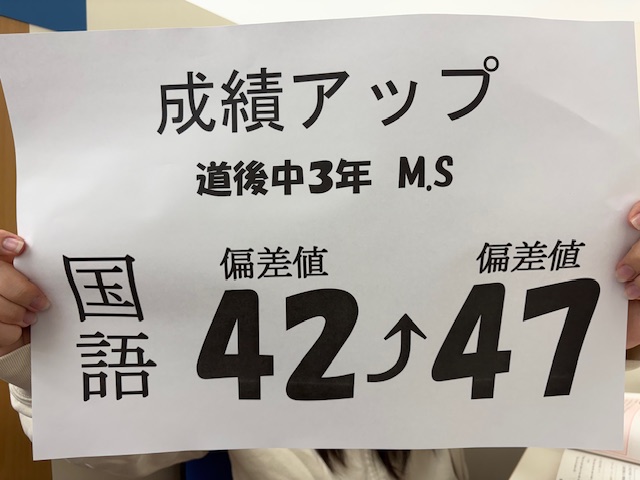 成績アップ
道後中3年 M.S
国語
偏差値 偏差値
42⤴47